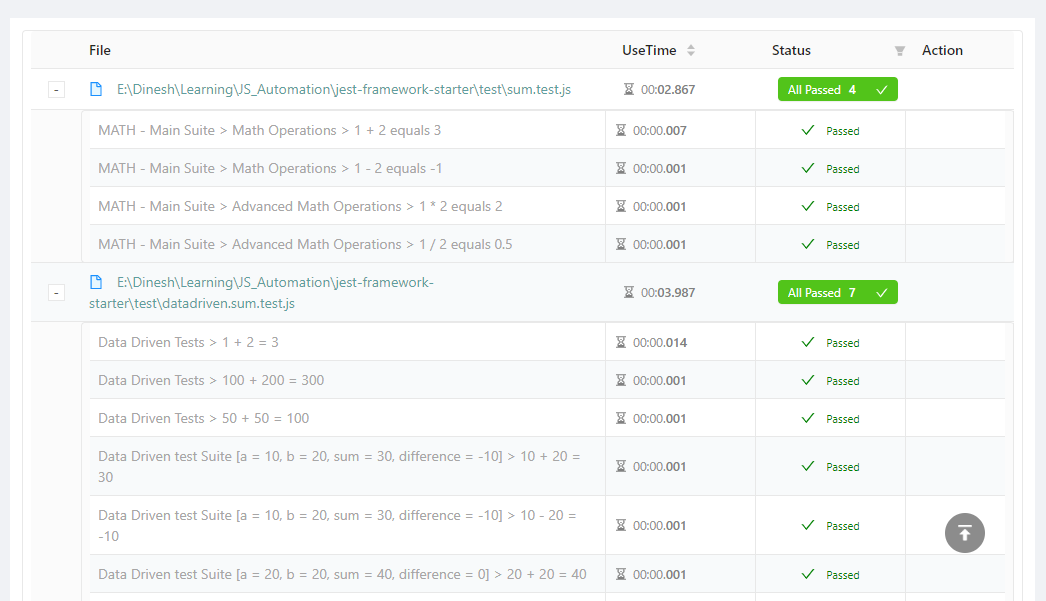 File UseTime Status Action
- E:\Dinesh\Learning\JS_Automation\jest-framework-starter\test\sum.test.js 00:02.867 All Passed 4
MATH - Main Suite > Math Operations > 1 + 2 equals 3 00:00.007 Passed
MATH - Main Suite > Math Operations > 1 - 2 equals -1 00:00.001 Passed
MATH - Main Suite > Advanced Math Operations > 1 * 2 equals 2 00:00.001 Passed
MATH - Main Suite > Advanced Math Operations > 1 / 2 equals 0.5 00:00.001 Passed
E:\Dinesh\Learning\JS_Automation\jest-framework-
- 00:03.987 All Passed 7
starter\test\datadriven.sum.test.js
Data Driven Tests > 1 + 2 = 3 00:00.014 Passed
Data Driven Tests > 100 + 200 = 300 00:00.001 Passed
Data Driven Tests > 50 + 50 = 100 00:00.001 Passed
Data Driven test Suite [a = 10, b = 20, sum = 30, difference = -10] > 10 + 20 =
30 00:00.001 Passed
Data Driven test Suite [a = 10, b = 20, sum = 30, difference = -10] > 10 - 20 =
-10 00:00.001 Passed
Data Driven test Suite [a = 20, b = 20, sum = 40, difference = 0] > 20 + 20 = 40 00:00.001 Passed